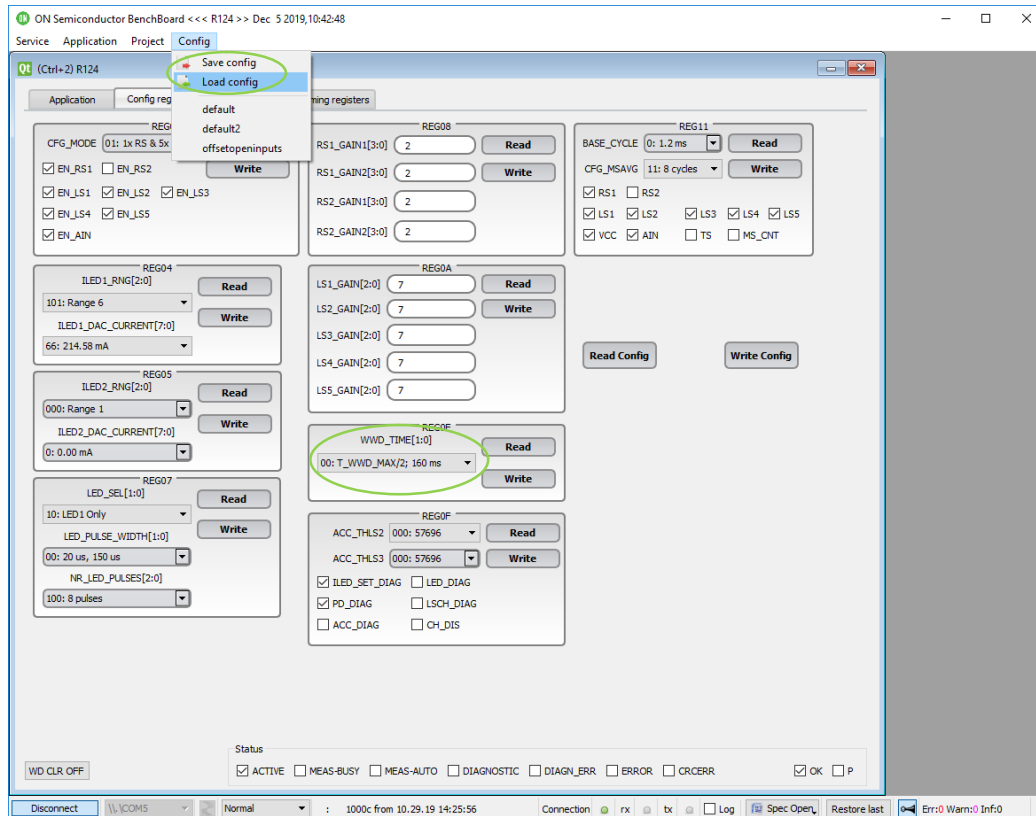 ON Semiconductor BenchBoard <<< R124 >> Dec 5 2019,10:42:48
Service Application Project Config
Save config
Load config
default
default2
offsetopeninputs
Qt (Ctrl+2) R124
Application Config reg ming registers
REG
CFG_MODE 01: 1x RS & 5x
EN_RS1 EN_RS2 Write
EN_LS1 EN_LS2 EN_LS3
EN_LS4 EN_LS5
EN_AIN
REG04
ILED1_RNG[2:0] Read
101: Range 6
ILED1_DAC_CURRENT[7:0] Write
66: 214.58 mA
REG05
ILED2_RNG[2:0] Read
000: Range 1
ILED2_DAC_CURRENT[7:0] Write
0: 0.00 mA
REG07
LED_SEL[1:0] Read
10: LED1 Only
LED_PULSE_WIDTH[1:0] Write
00: 20 us, 150 us
NR_LED_PULSES[2:0]
100: 8 pulses
REG08
RS1_GAIN1[3:0] 2 Read
RS1_GAIN2[3:0] 2 Write
RS2_GAIN1[3:0] 2
RS2_GAIN2[3:0] 2
REG0A
LS1_GAIN[2:0] 7 Read
LS2_GAIN[2:0] 7 Write
LS3_GAIN[2:0] 7
LS4_GAIN[2:0] 7
LS5_GAIN[2:0] 7
REG0E
WWD_TIME[1:0] Read
00: T_WWD_MAX/2; 160 ms
Write
REG0F
ACC_THLS2 000: 57696 Read
ACC_THLS3 000: 57696 Write
ILED_SET_DIAG LED_DIAG
PD_DIAG LSCH_DIAG
ACC_DIAG CH_DIS
REG11
BASE_CYCLE 0: 1.2 ms Read
CFG_MSAVG 11: 8 cycles Write
RS1 RS2
LS1 LS2 LS3 LS4 LS5
VCC AIN TS MS_CNT
Read Config Write Config
Status
WD CLR OFF ACTIVE MEAS-BUSY MEAS-AUTO DIAGNOSTIC DIAGN_ERR ERROR CRCERR OK P
Disconnect \\.\COM5 Normal : 1000c from 10.29.19 14:25:56 Connection rx tx Log Spec Open, Restore last Err:0 Warn:0 Inf:0